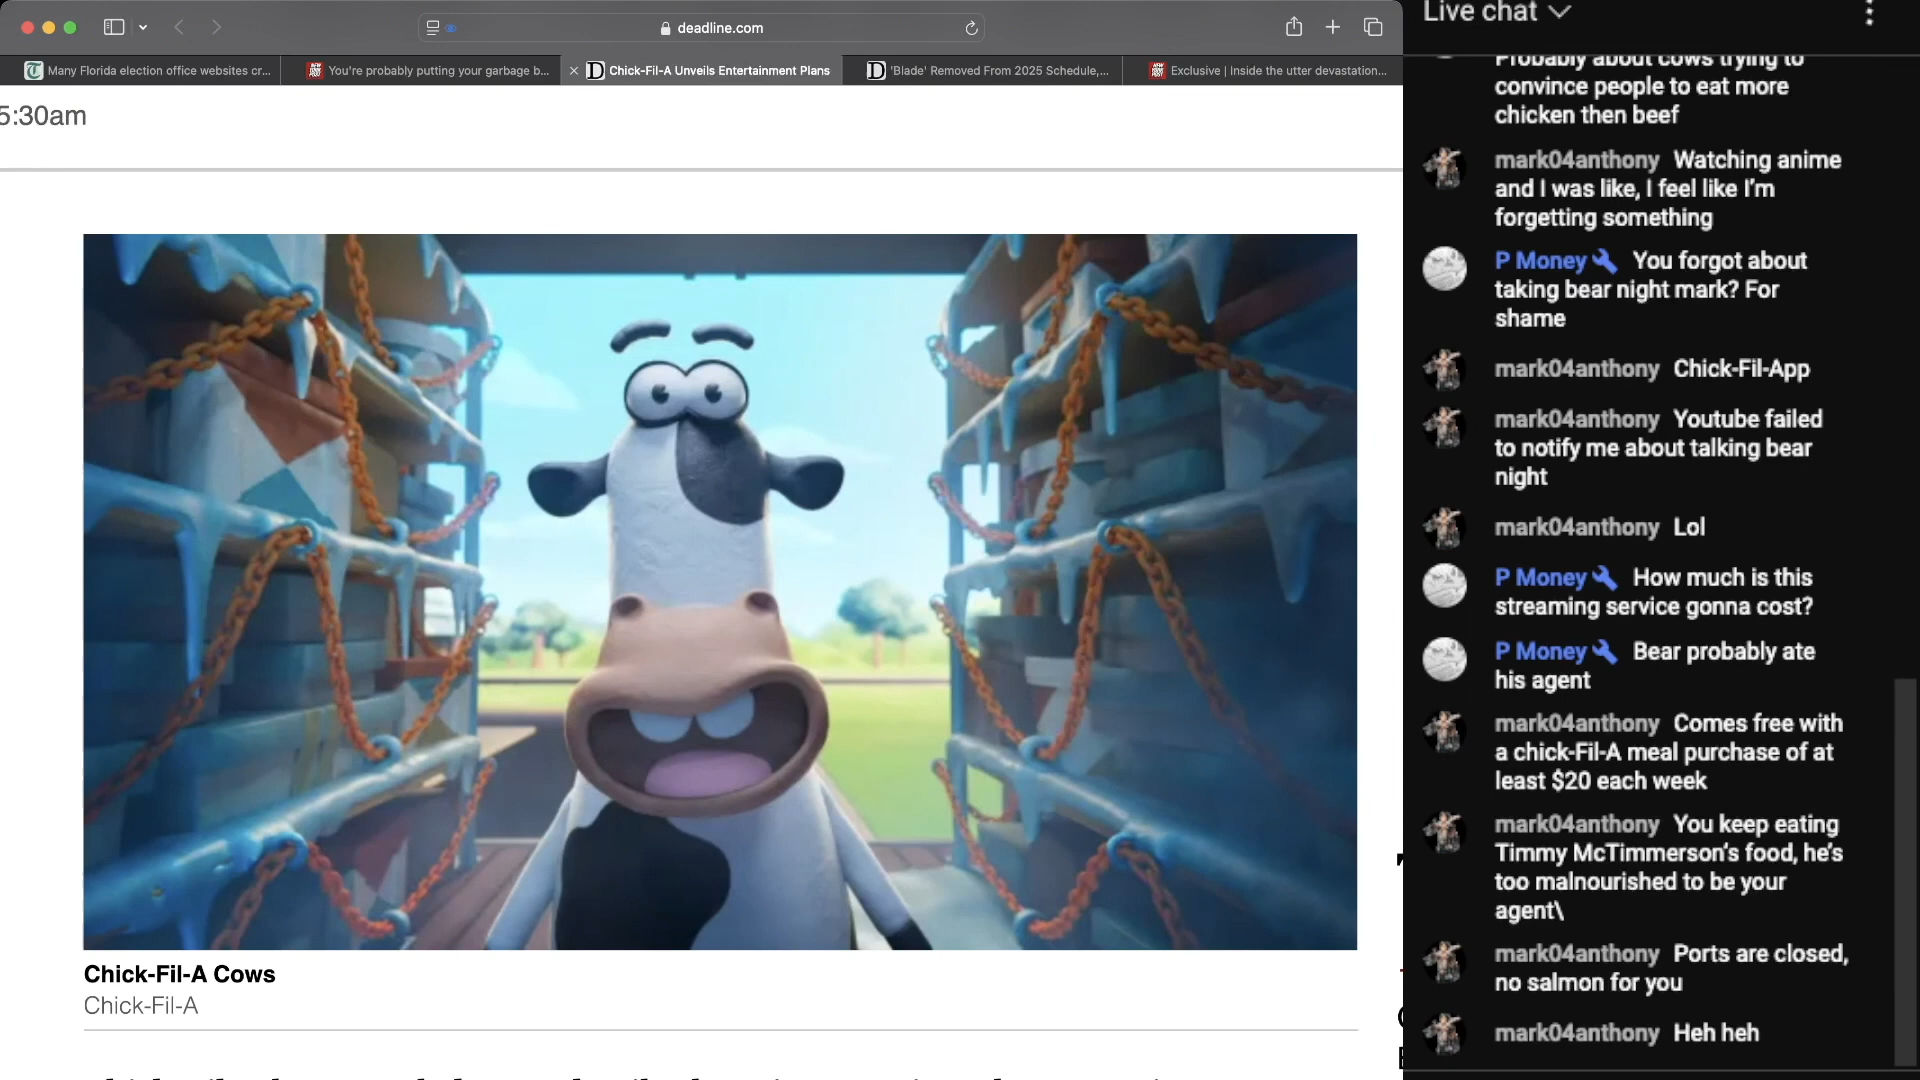 deadline.com
Many Florida election office websites cr...
You're probably putting your garbage b...
Chick-Fil-A Unveils Entertainment Plans
'Blade' Removed From 2025 Schedule,...
Exclusive | Inside the utter devastation...
5:30am
Chick-Fil-A Cows
Chick-Fil-A
Live chat
Probably about cows trying to
convince people to eat more
chicken then beef
mark04anthony Watching anime
and I was like, I feel like I'm
forgetting something
P Money You forgot about
taking bear night mark? For
shame
mark04anthony Chick-Fil-App
mark04anthony Youtube failed
to notify me about talking bear
night
mark04anthony Lol
P Money How much is this
streaming service gonna cost?
P Money Bear probably ate
his agent
mark04anthony Comes free with
a chick-Fil-A meal purchase of at
least $20 each week
mark04anthony You keep eating
Timmy McTimmerson's food, he's
too malnourished to be your
agent\
mark04anthony Ports are closed,
no salmon for you
mark04anthony Heh heh